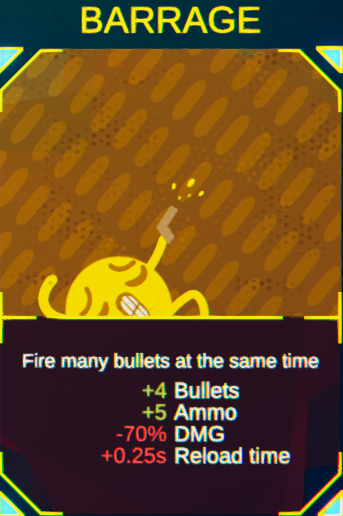 BARRAGE
Fire many bullets at the same time
+4 Bullets
+5 Ammo
-70% DMG
+0.25s Reload time